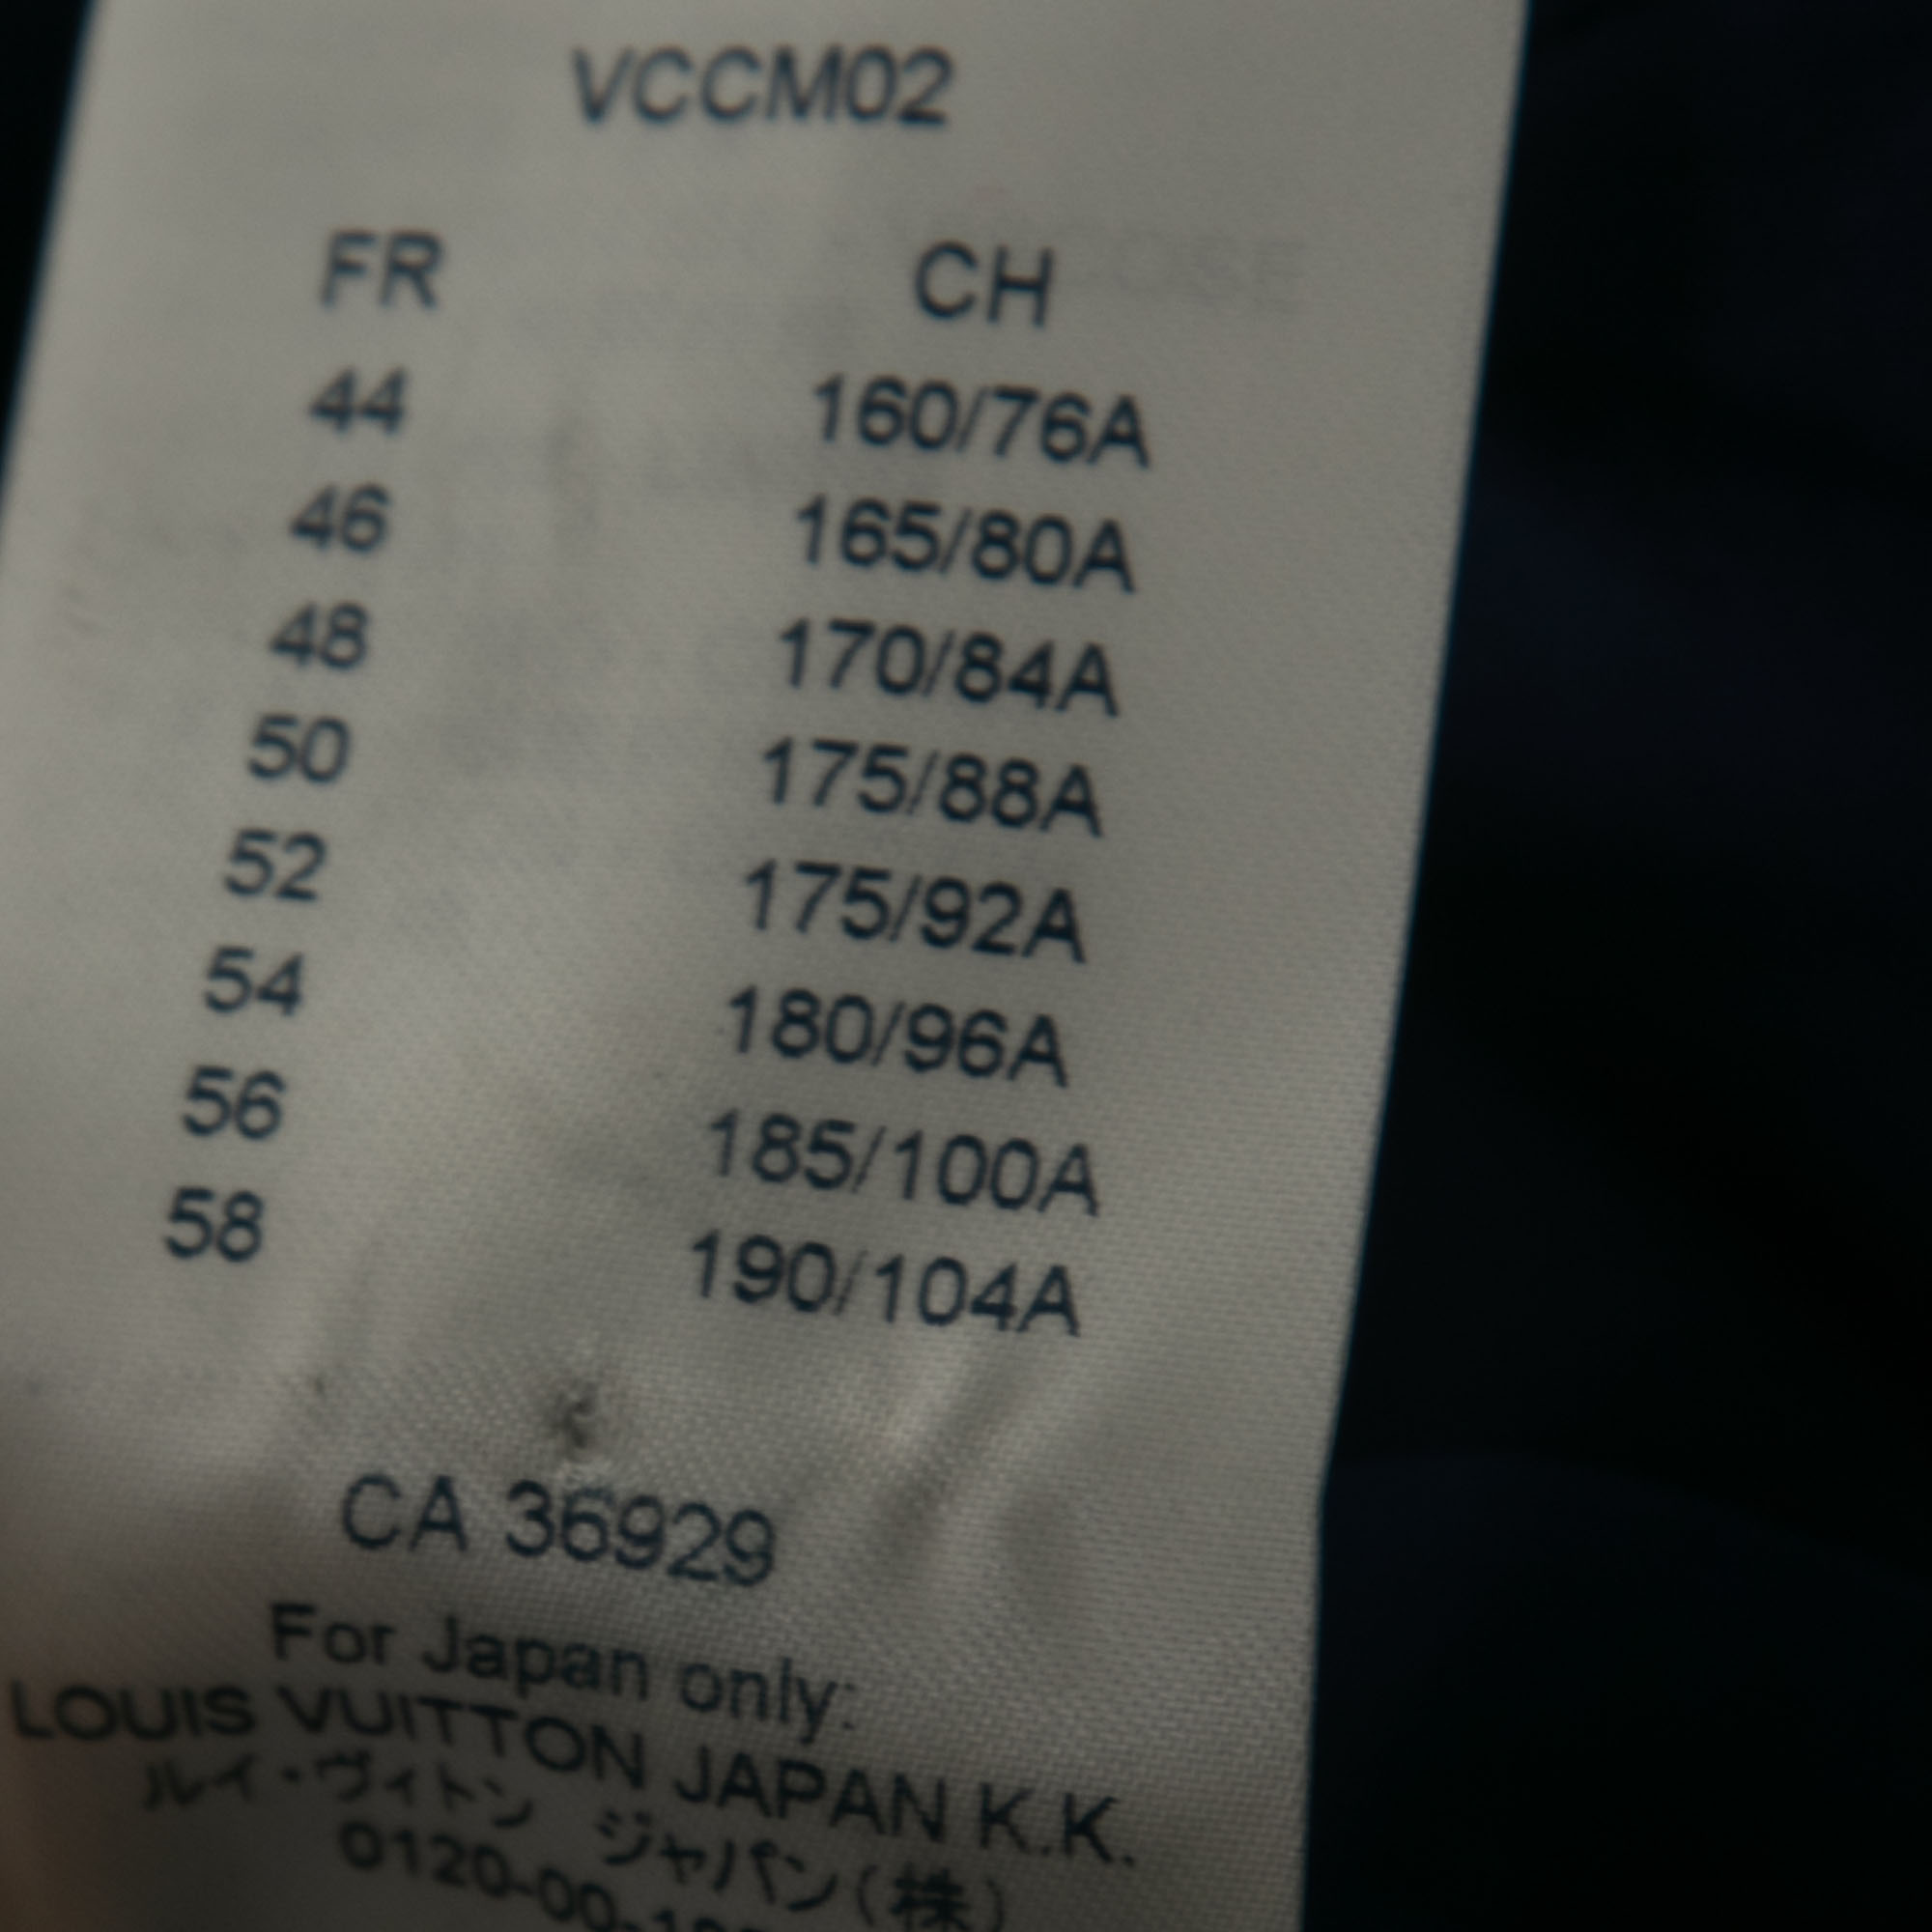 VCCM02
FR CH
44 160/76A
46 165/80A
48 170/84A
50 175/88A
52 175/92A
54 180/96A
56 185/100A
58 190/104A
CA 36929
For Japan only:
LOUIS VUITTON JAPAN K.K.
ルイ・ヴィトン ジャパン(株)